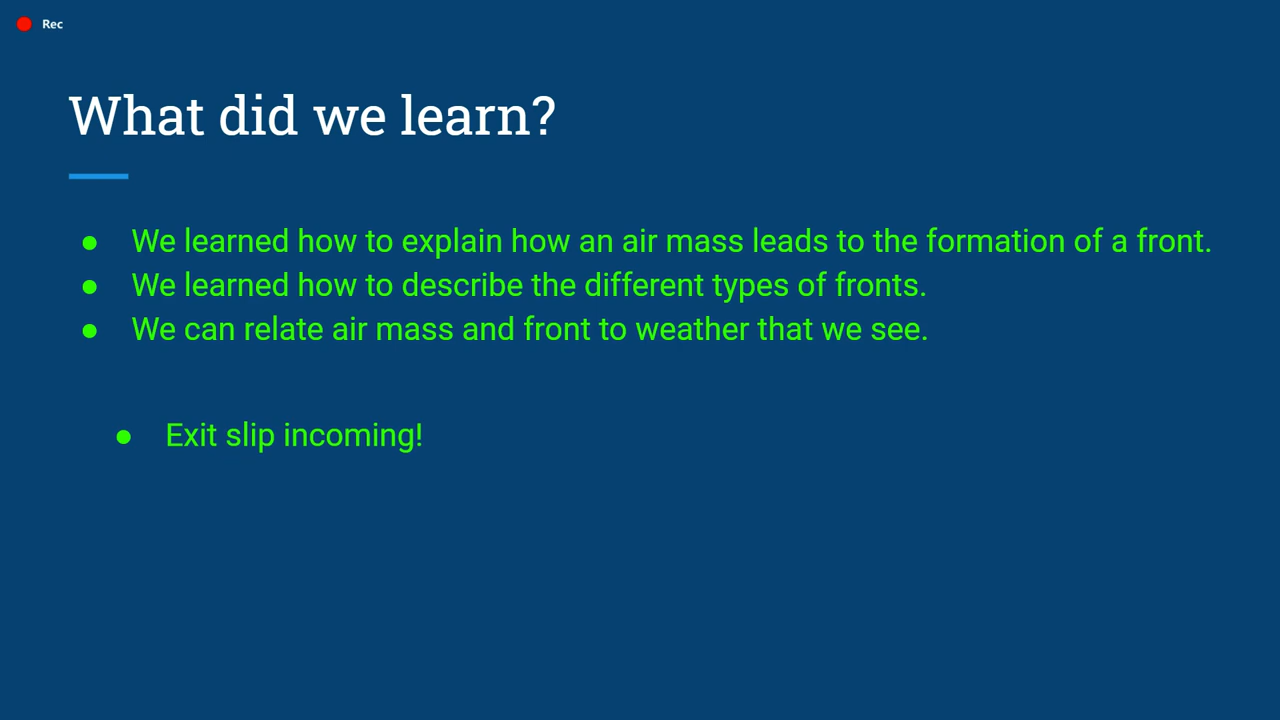 Rec
What did we learn?
● We learned how to explain how an air mass leads to the formation of a front.
● We learned how to describe the different types of fronts.
● We can relate air mass and front to weather that we see.
● Exit slip incoming!